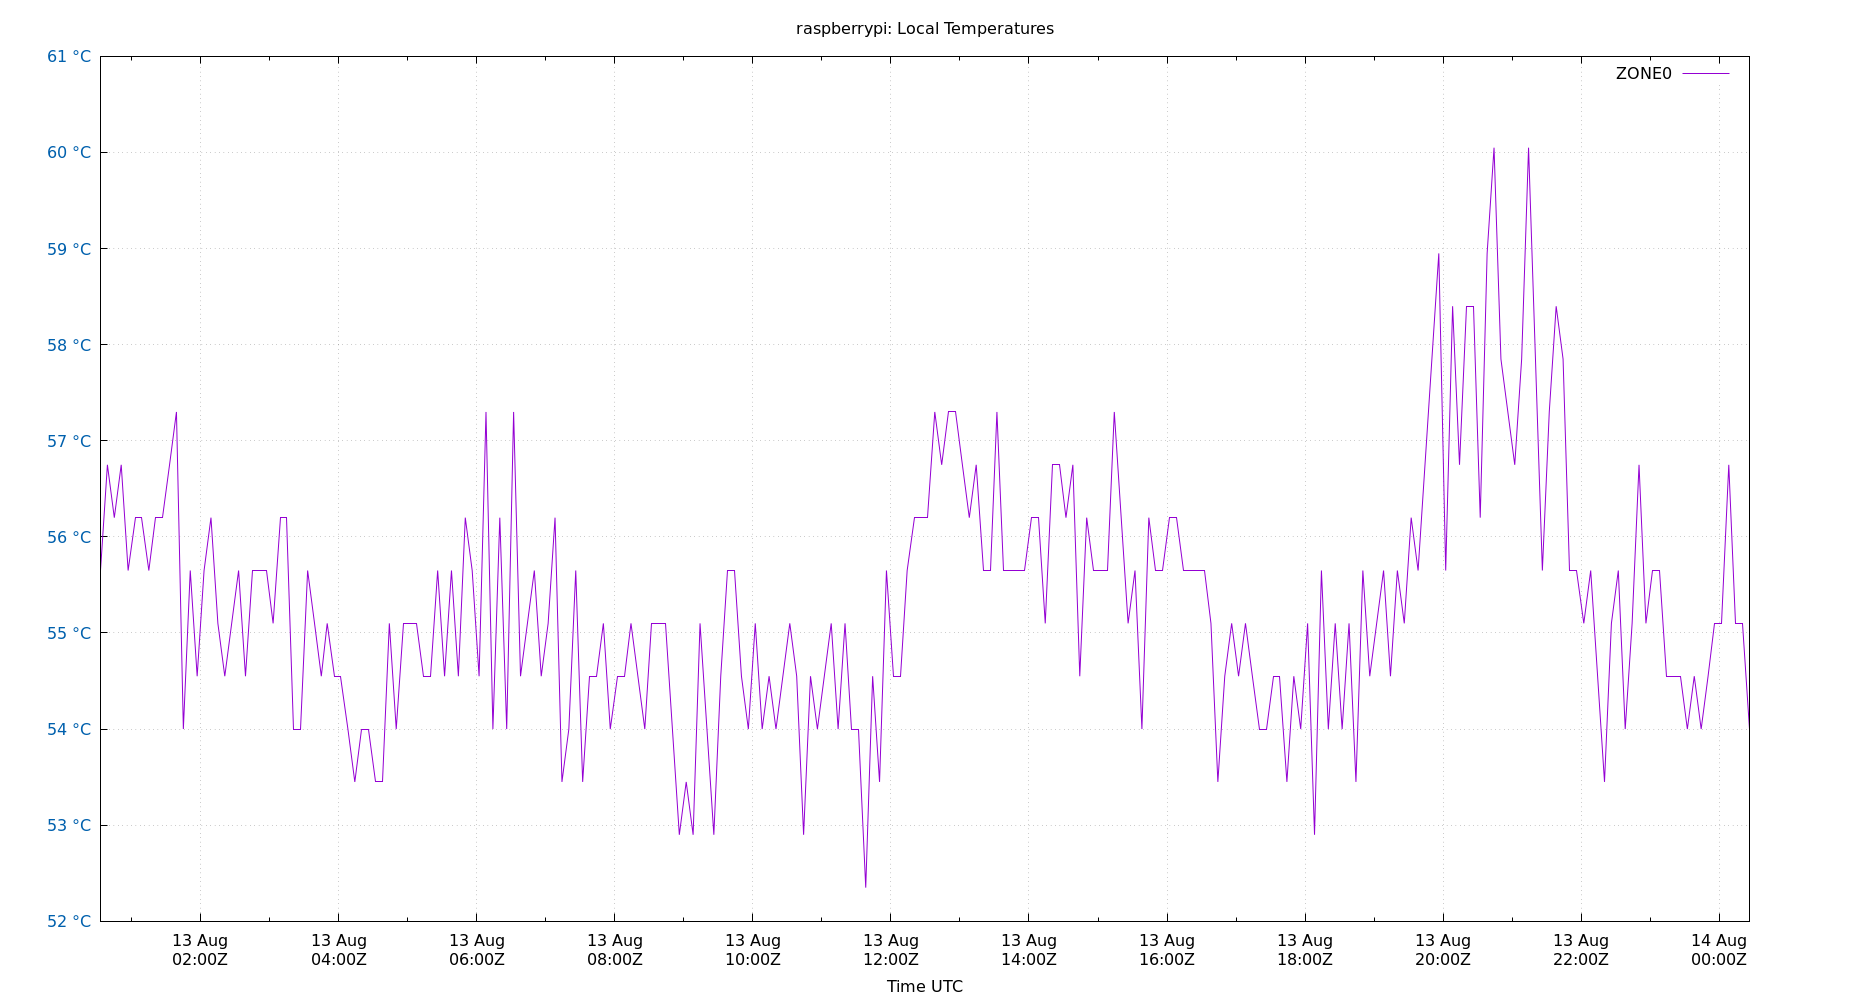 raspberrypi: Local Temperatures
61 °C
ZONE0
60 °C
59 °C
58 °C
57 °C
56 °C
55 °C
54 °C
53 °C
52 °C
13 Aug 13 Aug 13 Aug 13 Aug 13 Aug 13 Aug 13 Aug 13 Aug 13 Aug 13 Aug 13 Aug 14 Aug
02:00Z 04:00Z 06:00Z 08:00Z 10:00Z 12:00Z 14:00Z 16:00Z 18:00Z 20:00Z 22:00Z 00:00Z
Time UTC